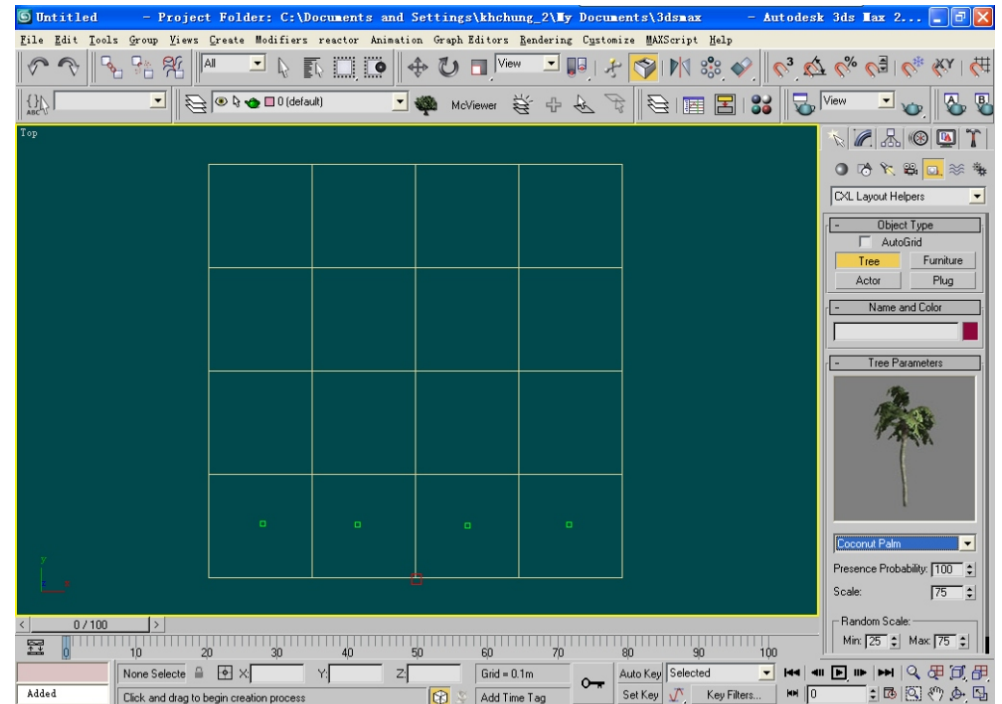 Untitled - Project Folder: C:\Documents and Settings\khchung_2\My Documents\3dsmax - Autodesk 3ds Max 2...
File Edit Tools Group Views Create Modifiers reactor Animation Graph Editors Rendering Customize MAXScript Help
All View
ABC 0 (default) McViewer View A B
Top
CXL Layout Helpers
- Object Type
AutoGrid
Tree Furniture
Actor Plug
- Name and Color
- Tree Parameters
Coconut Palm
Presence Probability: 100
Scale: 75
Random Scale:
Min: 25 Max: 75
y
< 0 / 100 >
0 10 20 30 40 50 60 70 80 90 100
None Selecte X: Y: Z: Grid = 0.1m Auto Key Selected
Added Click and drag to begin creation process Add Time Tag Set Key Key Filters... 0